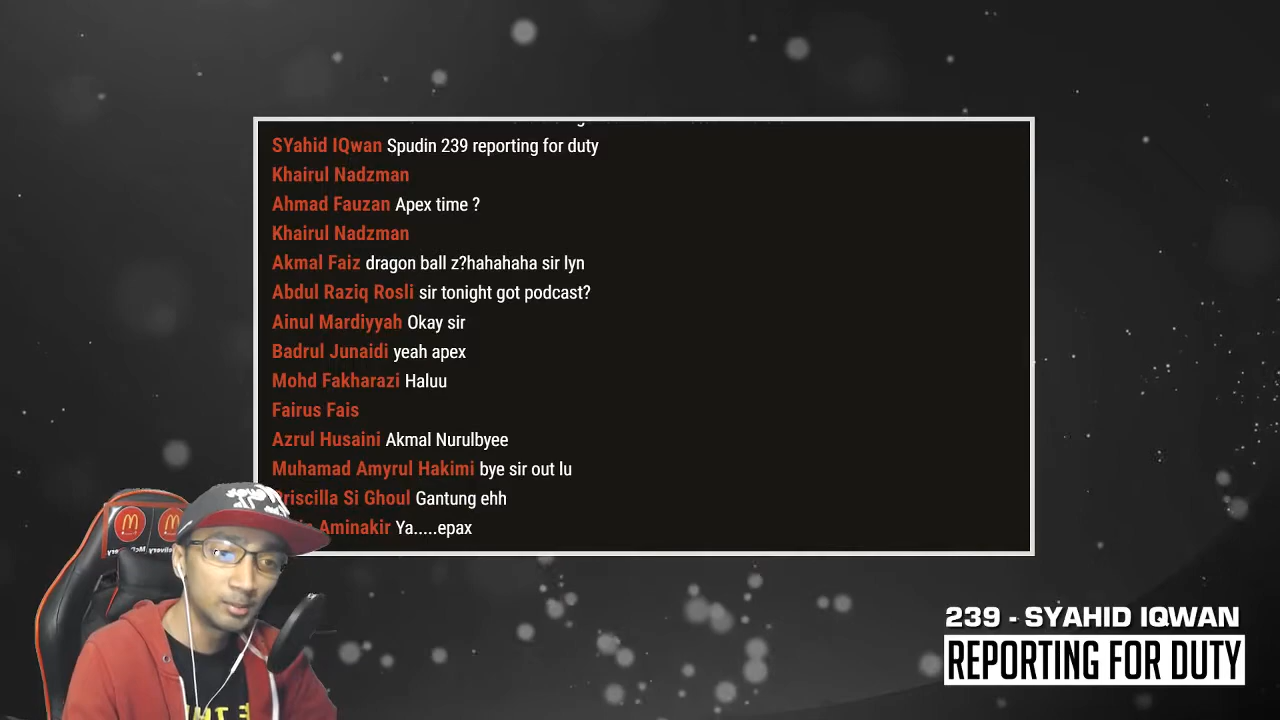 SYahid IQwan Spudin 239 reporting for duty
Khairul Nadzman
Ahmad Fauzan Apex time ?
Khairul Nadzman
Akmal Faiz dragon ball z?hahahaha sir lyn
Abdul Raziq Rosli sir tonight got podcast?
Ainul Mardiyyah Okay sir
Badrul Junaidi yeah apex
Mohd Fakharazi Haluu
Fairus Fais
Azrul Husaini Akmal Nurulbyee
Muhamad Amyrul Hakimi bye sir out lu
Priscilla Si Ghoul Gantung ehh
Aminakir Ya.....epax
239 - SYAHID IQWAN
REPORTING FOR DUTY